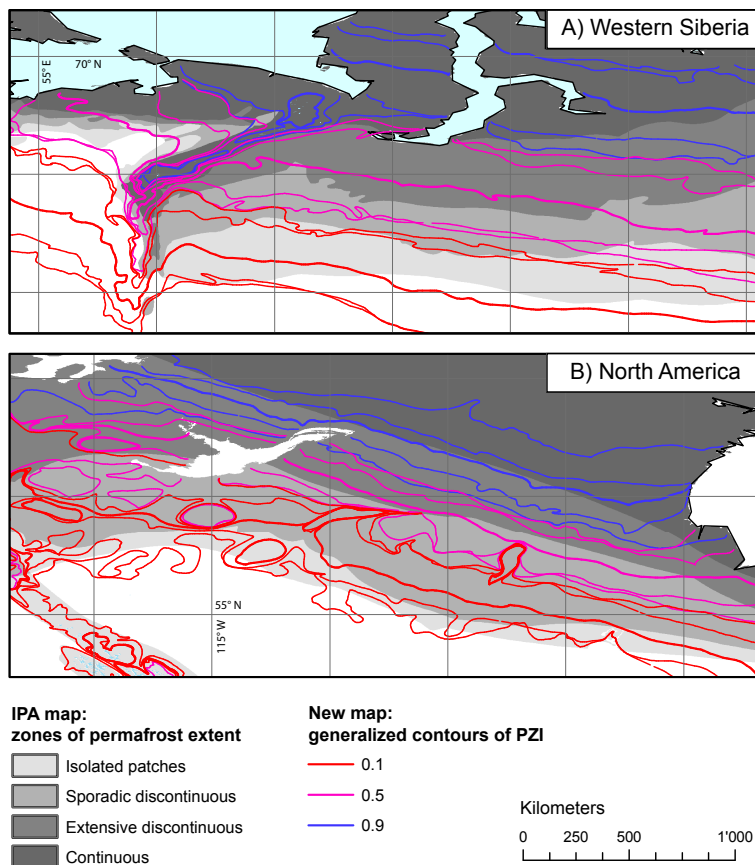 A) Western Siberia
55° E
70° N
B) North America
55° N
115° W
IPA map:
zones of permafrost extent
Isolated patches
Sporadic discontinuous
Extensive discontinuous
Continuous
New map:
generalized contours of PZI
0.1
0.5
0.9
Kilometers
0 250 500 1'000